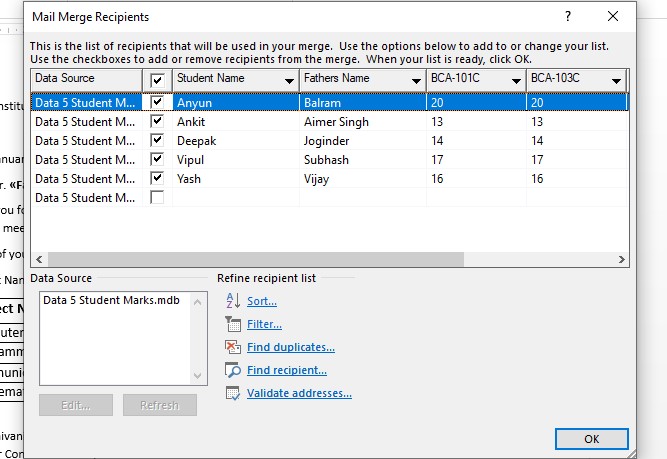 Mail Merge Recipients
This is the list of recipients that will be used in your merge. Use the options below to add to or change your list.
Use the checkboxes to add or remove recipients from the merge. When your list is ready, click OK.
Data Source Student Name Fathers Name BCA-101C BCA-103C
Data 5 Student M... Anyun Balram 20 20
Data 5 Student M... Ankit Aimer Singh 13 13
Data 5 Student M... Deepak Joginder 14 14
Data 5 Student M... Vipul Subhash 17 17
Data 5 Student M... Yash Vijay 16 16
Data 5 Student M...
Data Source
Data 5 Student Marks.mdb
Edit...
Refresh
Refine recipient list
Sort...
Filter...
Find duplicates...
Find recipient...
Validate addresses...
OK